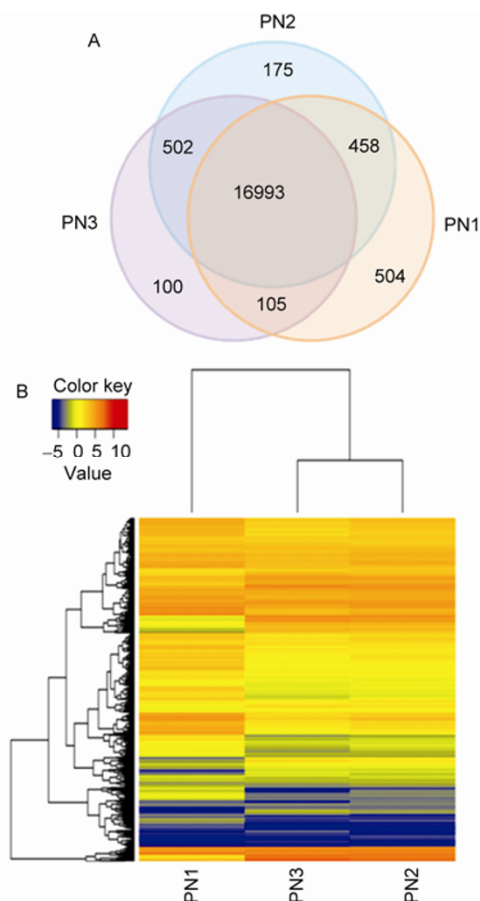 A
PN2
175
502
458
16993
PN3
PN1
100
105
504
B
Color key
−5 0 5 10
Value
PN1
PN3
PN2